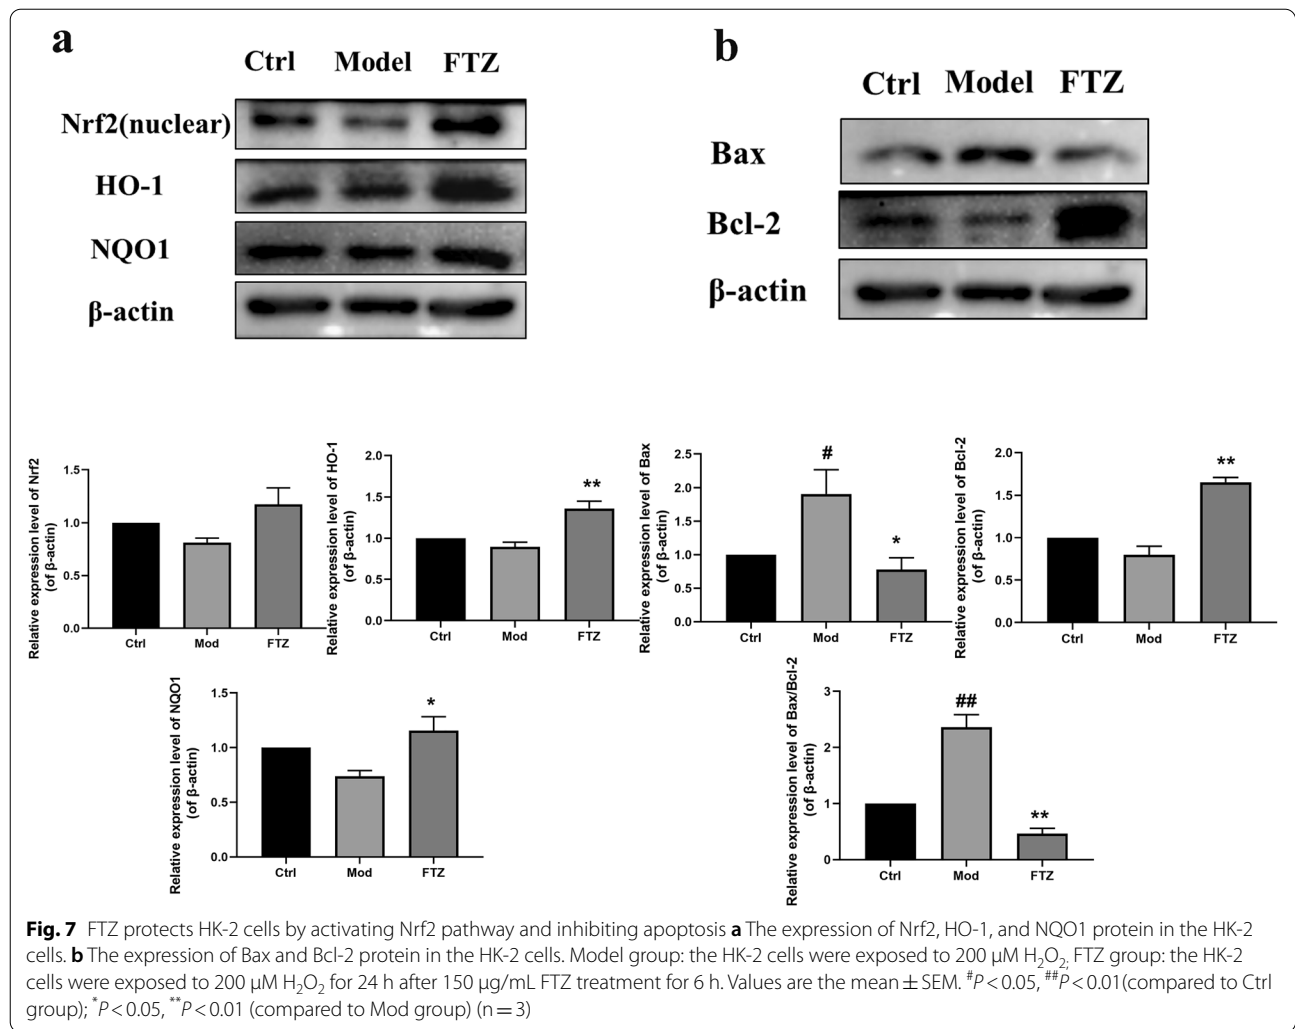 a
Ctrl Model FTZ
Nrf2(nuclear)
HO-1
NQO1
β-actin
b
Ctrl Model FTZ
Bax
Bcl-2
β-actin
Relative expression level of Nrf2
(of β-actin)
1.5
1.0
0.5
0.0
Ctrl Mod FTZ
Relative expression level of HO-1
(of β-actin)
2.0
1.5
1.0
0.5
0.0
**
Ctrl Mod FTZ
Relative expression level of Bax
(of β-actin)
2.5
2.0
1.5
1.0
0.5
0.0
#
*
Ctrl Mod FTZ
Relative expression level of Bcl-2
(of β-actin)
2.0
1.5
1.0
0.5
0.0
**
Ctrl Mod FTZ
Relative expression level of NQO1
(of β-actin)
1.5
1.0
0.5
0.0
*
Ctrl Mod FTZ
Relative expression level of Bax/Bcl-2
(of β-actin)
3
2
1
0
##
**
Ctrl Mod FTZ
Fig. 7 FTZ protects HK-2 cells by activating Nrf2 pathway and inhibiting apoptosis a The expression of Nrf2, HO-1, and NQO1 protein in the HK-2
cells. b The expression of Bax and Bcl-2 protein in the HK-2 cells. Model group: the HK-2 cells were exposed to 200 μM H₂O₂; FTZ group: the HK-2
cells were exposed to 200 μM H₂O₂ for 24 h after 150 μg/mL FTZ treatment for 6 h. Values are the mean ± SEM. #P < 0.05, ##P < 0.01(compared to Ctrl
group); *P < 0.05, **P < 0.01 (compared to Mod group) (n = 3)